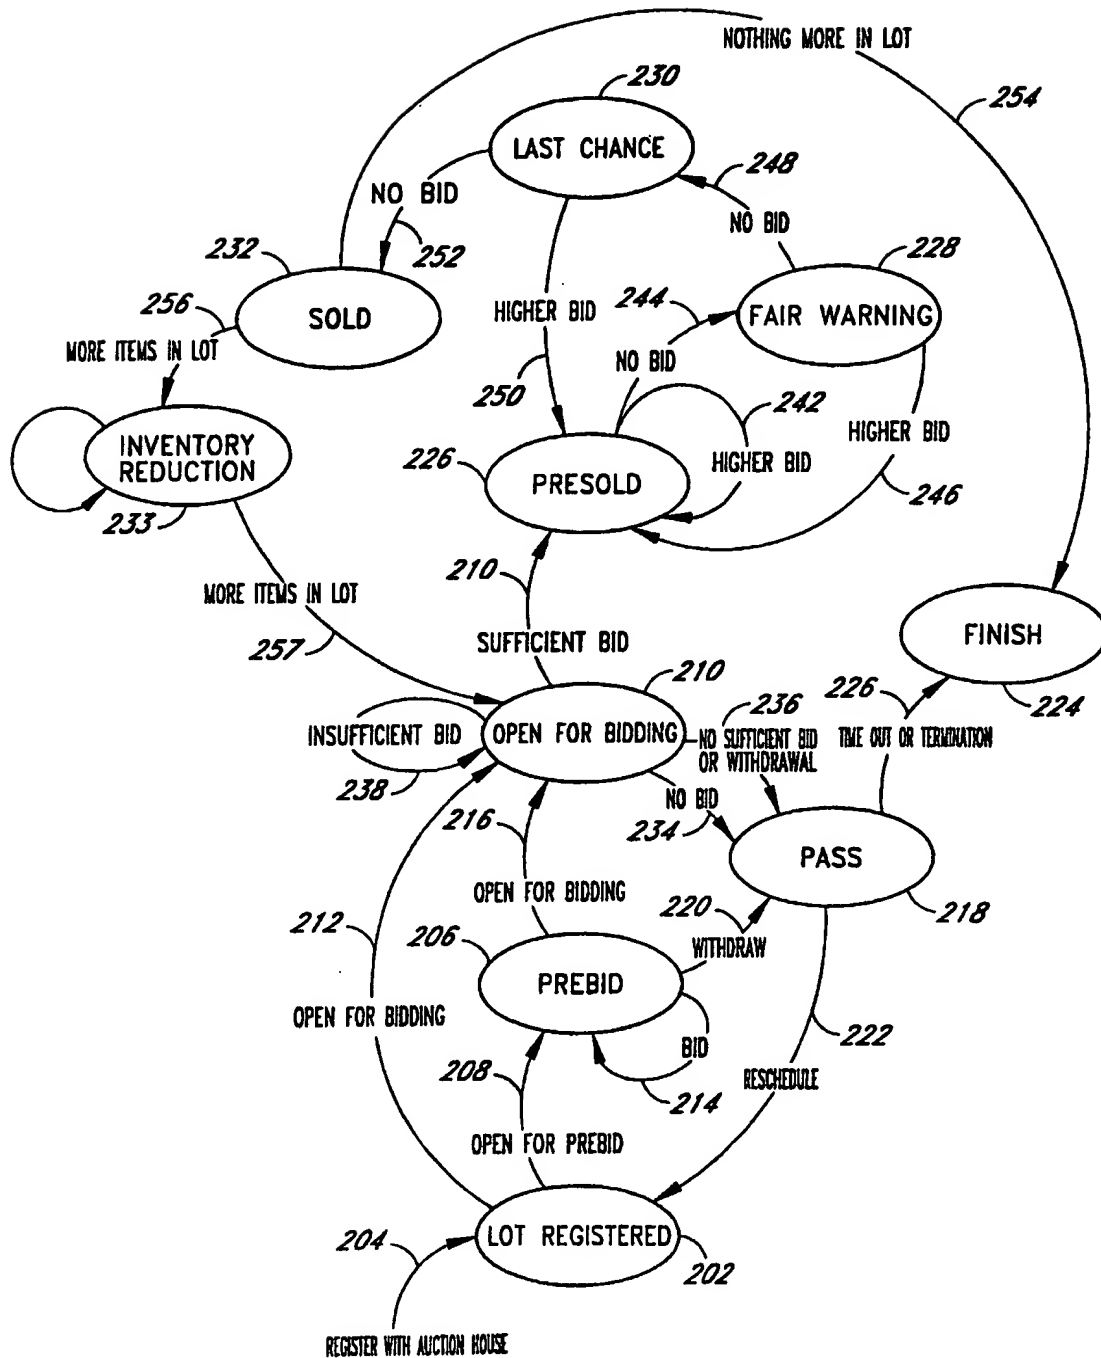 NOTHING MORE IN LOT
230
254
LAST CHANCE
248
NO BID
NO BID
232
252
228
256
SOLD
HIGHER BID
244
FAIR WARNING
MORE ITEMS IN LOT
NO BID
250
242
INVENTORY
REDUCTION
226
HIGHER BID
HIGHER BID
PRESOLD
246
233
210
MORE ITEMS IN LOT
SUFFICIENT BID
FINISH
257
210
226
224
236
INSUFFICIENT BID
OPEN FOR BIDDING
NO SUFFICIENT BID
OR WITHDRAWAL
TIME OUT OR TERMINATION
238
NO BID
216
234
PASS
OPEN FOR BIDDING
220
218
212
206
WITHDRAW
PREBID
OPEN FOR BIDDING
222
BID
208
RESCHEDULE
214
OPEN FOR PREBID
LOT REGISTERED
204
202
REGISTER WITH AUCTION HOUSE